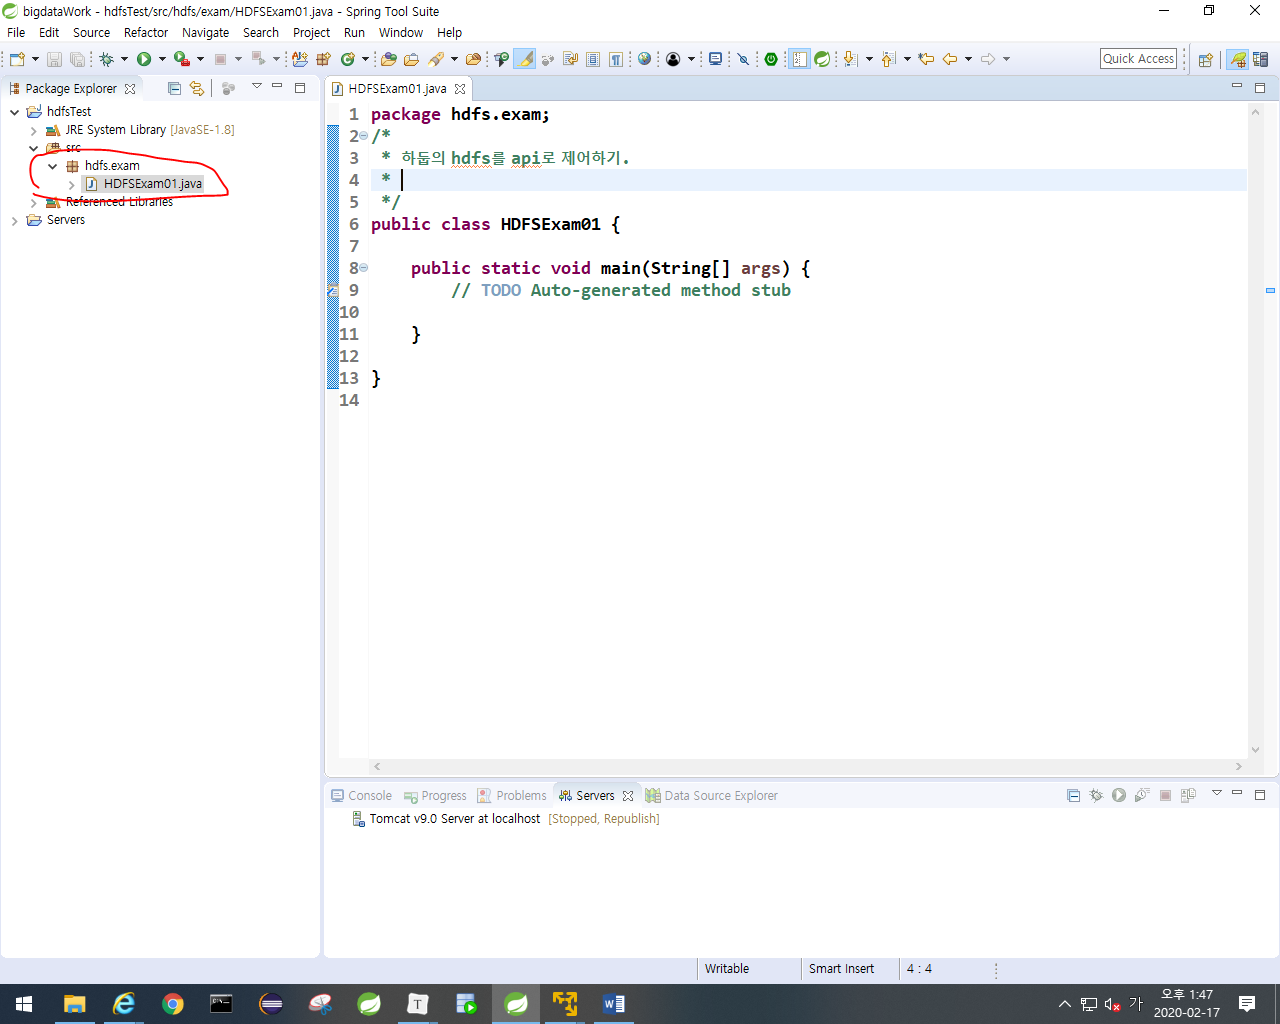 bigdataWork - hdfsTest/src/hdfs/exam/HDFSExam01.java - Spring Tool Suite
File Edit Source Refactor Navigate Search Project Run Window Help
Quick Access
Package Explorer
hdfsTest
JRE System Library [JavaSE-1.8]
src
hdfs.exam
HDFSExam01.java
Referenced Libraries
Servers
HDFSExam01.java
1 package hdfs.exam;
2 /*
3 * 하둡의 hdfs를 api로 제어하기.
4 *
5 */
6 public class HDFSExam01 {
7
8 public static void main(String[] args) {
9 // TODO Auto-generated method stub
10
11 }
12
13 }
14
Console Progress Problems Servers Data Source Explorer
Tomcat v9.0 Server at localhost [Stopped, Republish]
Writable Smart Insert 4 : 4
가 오후 1:47
2020-02-17